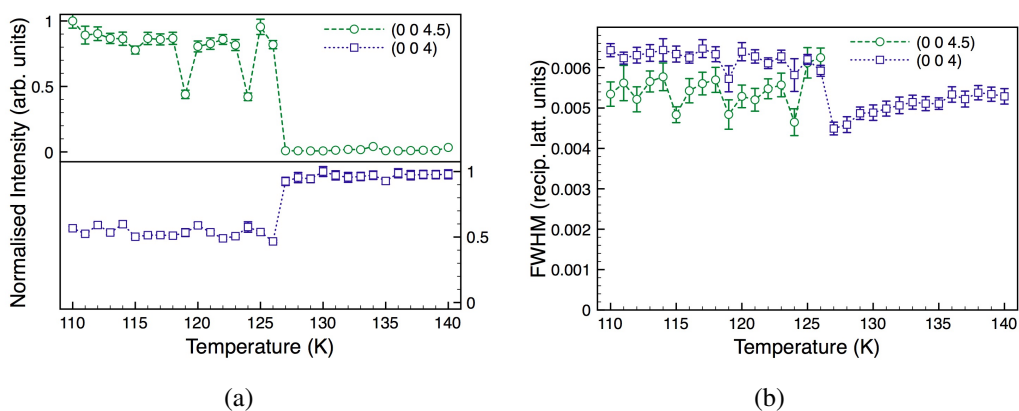 Normalised Intensity (arb. units)
1
0.5
0
(0 0 4.5)
(0 0 4)
1
0.5
0
110 115 120 125 130 135 140
Temperature (K)
(a)
FWHM (recip. latt. units)
0.006
0.005
0.004
0.003
0.002
0.001
0
(0 0 4.5)
(0 0 4)
110 115 120 125 130 135 140
Temperature (K)
(b)